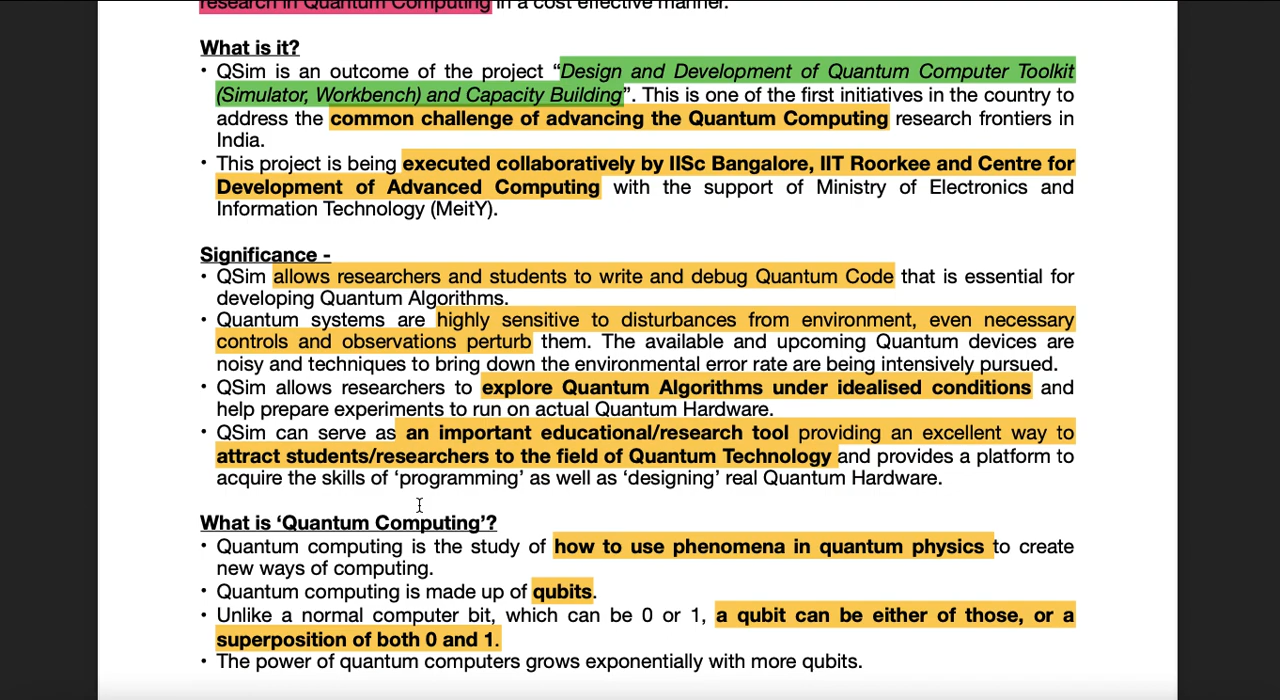 research in Quantum Computing in a cost effective manner.
What is it?
• QSim is an outcome of the project “Design and Development of Quantum Computer Toolkit
(Simulator, Workbench) and Capacity Building”. This is one of the first initiatives in the country to
address the common challenge of advancing the Quantum Computing research frontiers in
India.
• This project is being executed collaboratively by IISc Bangalore, IIT Roorkee and Centre for
Development of Advanced Computing with the support of Ministry of Electronics and
Information Technology (MeitY).
Significance -
• QSim allows researchers and students to write and debug Quantum Code that is essential for
developing Quantum Algorithms.
• Quantum systems are highly sensitive to disturbances from environment, even necessary
controls and observations perturb them. The available and upcoming Quantum devices are
noisy and techniques to bring down the environmental error rate are being intensively pursued.
• QSim allows researchers to explore Quantum Algorithms under idealised conditions and
help prepare experiments to run on actual Quantum Hardware.
• QSim can serve as an important educational/research tool providing an excellent way to
attract students/researchers to the field of Quantum Technology and provides a platform to
acquire the skills of ‘programming’ as well as ‘designing’ real Quantum Hardware.
What is ‘Quantum Computing’?
• Quantum computing is the study of how to use phenomena in quantum physics to create
new ways of computing.
• Quantum computing is made up of qubits.
• Unlike a normal computer bit, which can be 0 or 1, a qubit can be either of those, or a
superposition of both 0 and 1.
• The power of quantum computers grows exponentially with more qubits.